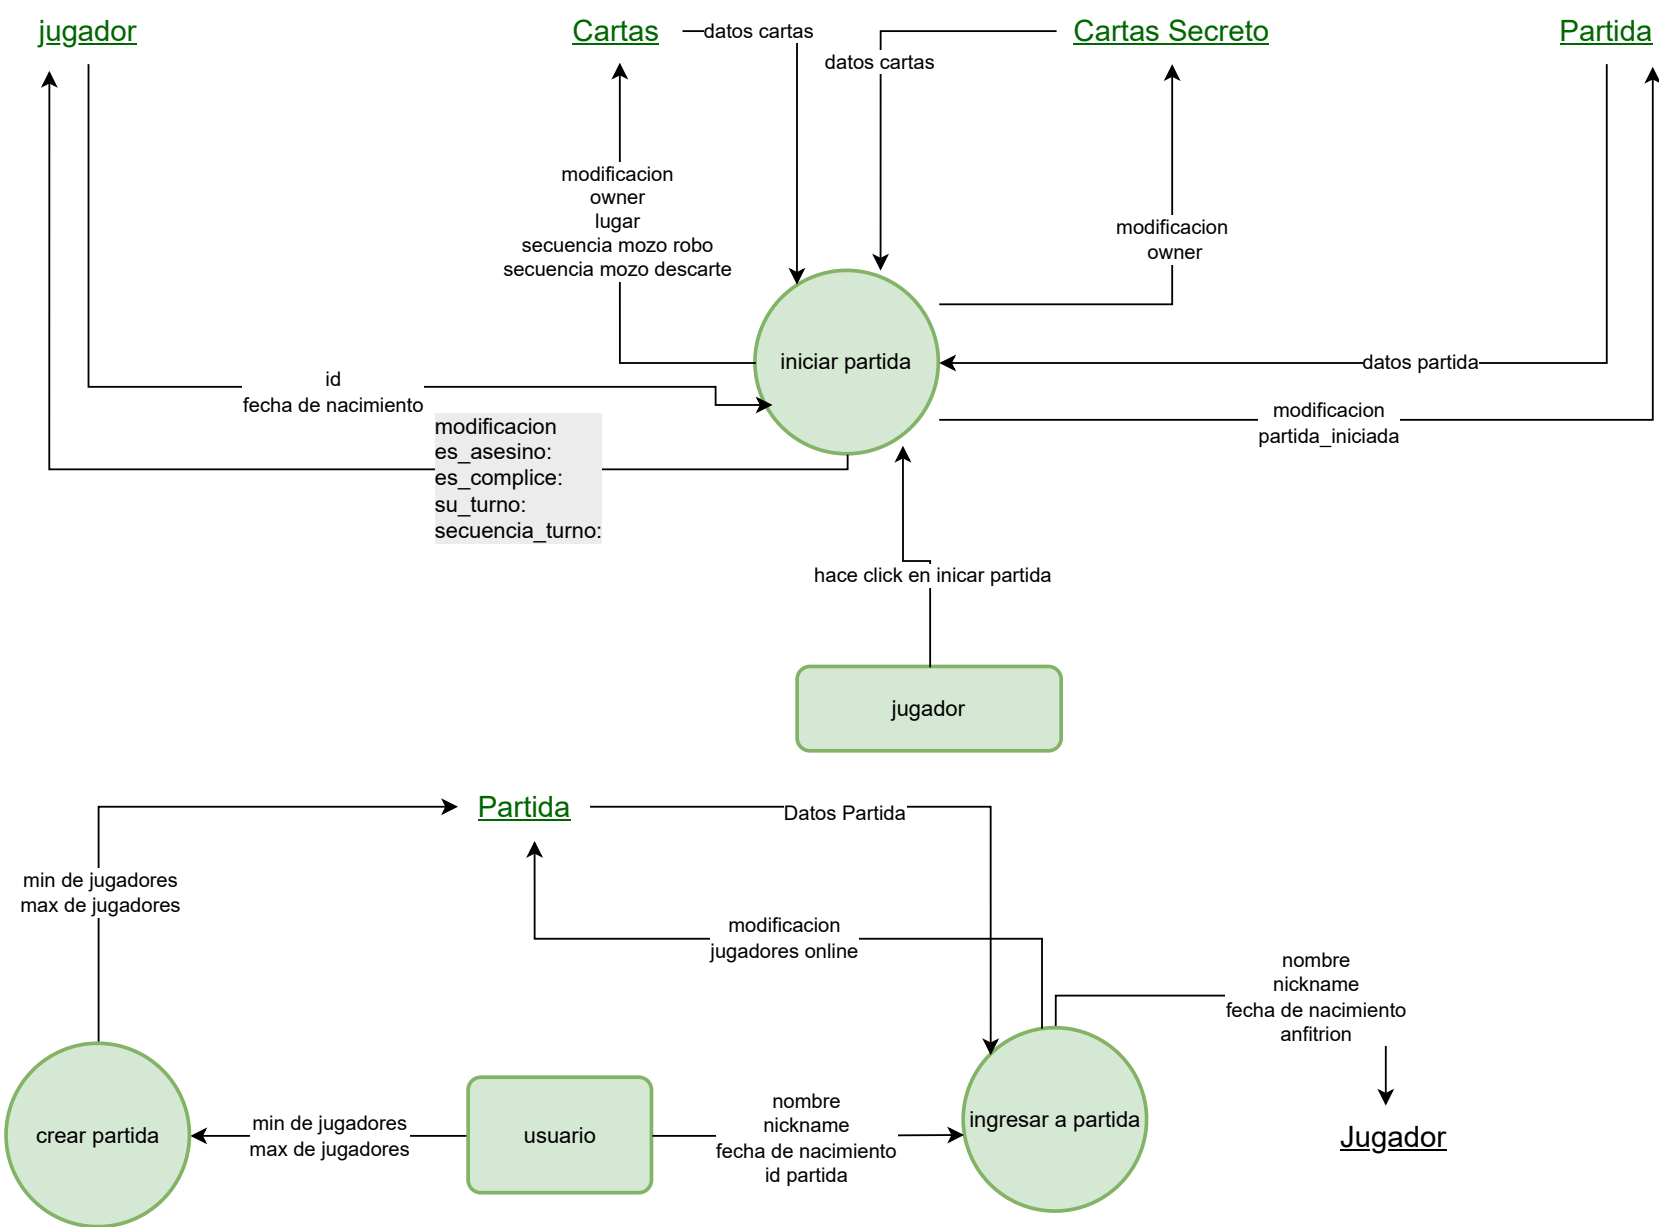 jugador
Cartas
datos cartas
Cartas Secreto
datos cartas
Partida
modificacion
owner
lugar
secuencia mozo robo
secuencia mozo descarte
modificacion
owner
iniciar partida
datos partida
id
fecha de nacimiento
modificacion
partida_iniciada
modificacion
es_asesino:
es_complice:
su_turno:
secuencia_turno:
hace click en inicar partida
jugador
Partida
Datos Partida
min de jugadores
max de jugadores
modificacion
jugadores online
nombre
nickname
fecha de nacimiento
anfitrion
crear partida
min de jugadores
max de jugadores
usuario
nombre
nickname
fecha de nacimiento
id partida
ingresar a partida
Jugador